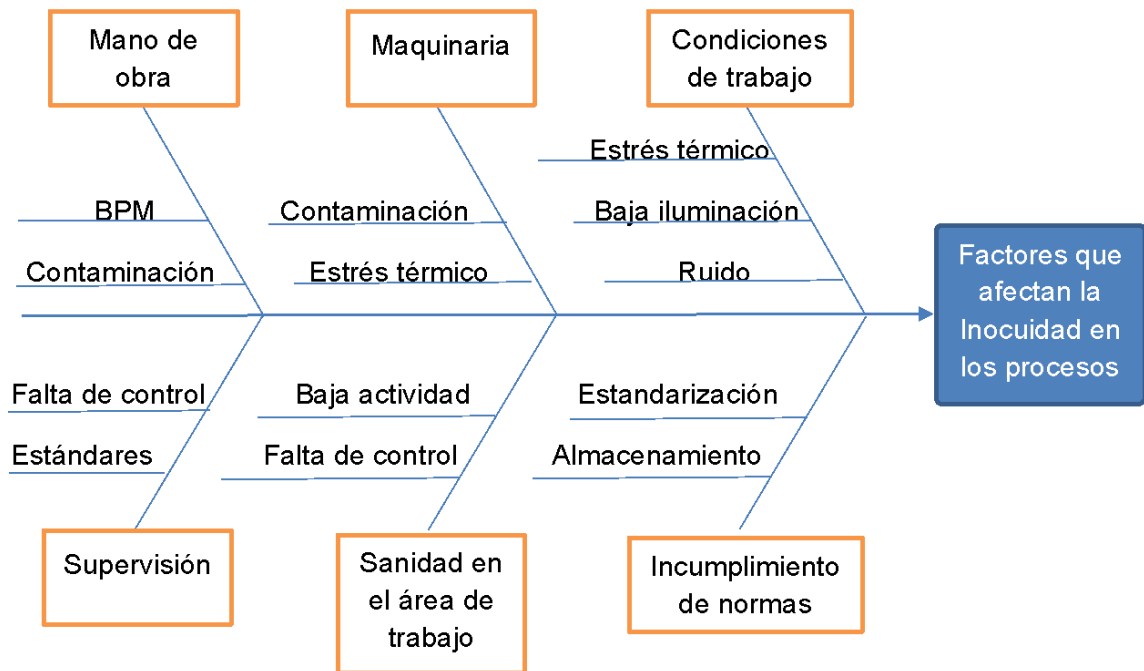 Mano de
obra
Maquinaria
Condiciones
de trabajo
Estrés térmico
BPM
Contaminación
Baja iluminación
Contaminación
Estrés térmico
Ruido
Factores que
afectan la
Inocuidad en
los procesos
Falta de control
Baja actividad
Estandarización
Estándares
Falta de control
Almacenamiento
Supervisión
Sanidad en
el área de
trabajo
Incumplimiento
de normas